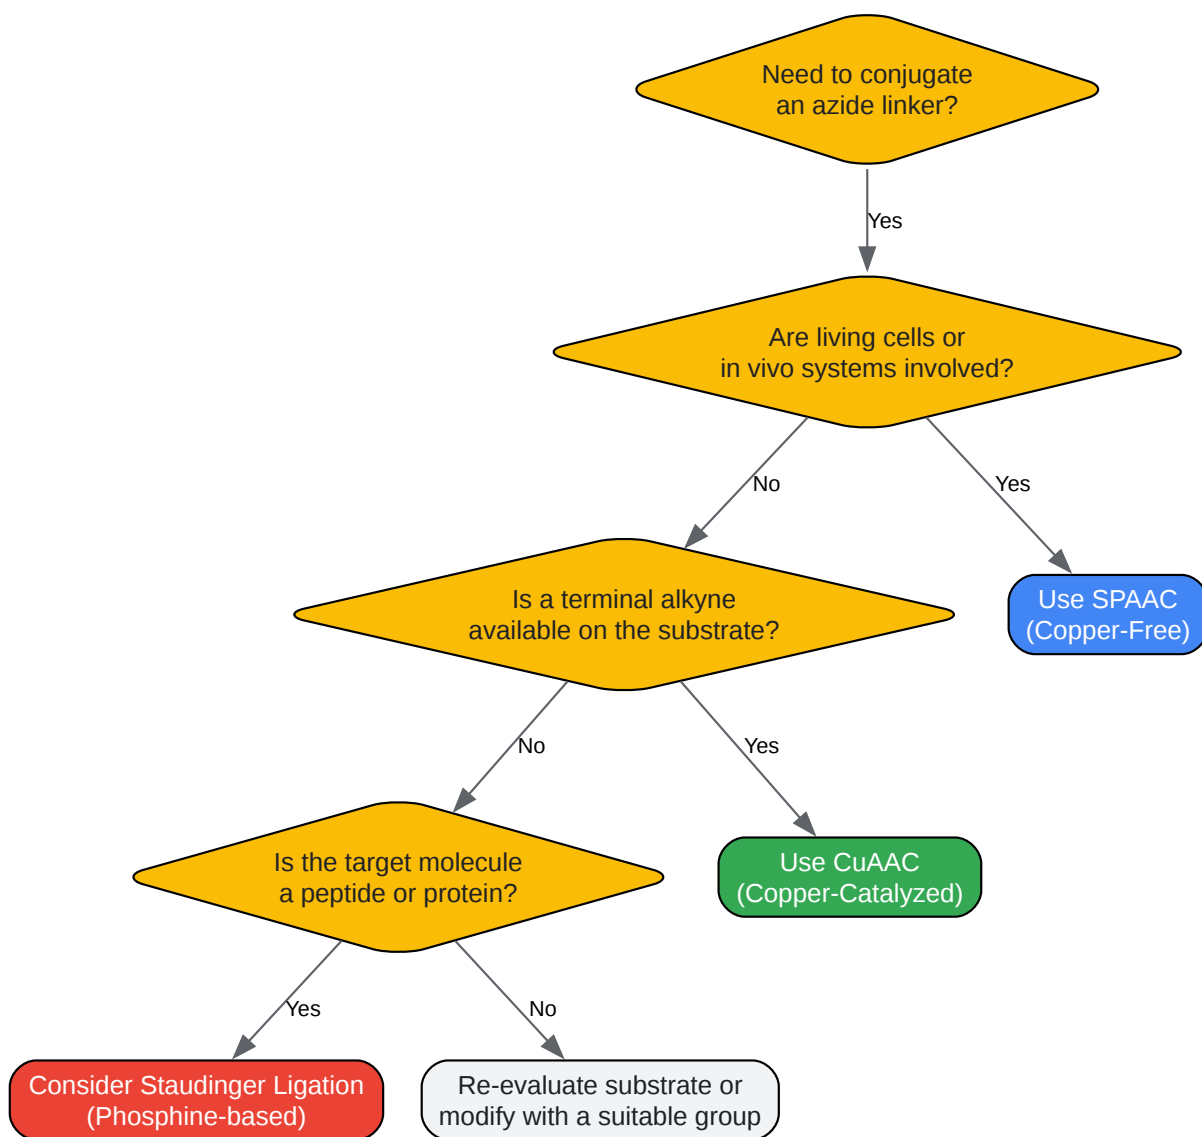 Need to conjugate
an azide linker?
Yes
Are living cells or
in vivo systems involved?
No
Yes
Is a terminal alkyne
available on the substrate?
Use SPAAC
(Copper-Free)
No
Yes
Is the target molecule
a peptide or protein?
Use CuAAC
(Copper-Catalyzed)
Yes
No
Consider Staudinger Ligation
(Phosphine-based)
Re-evaluate substrate or
modify with a suitable group